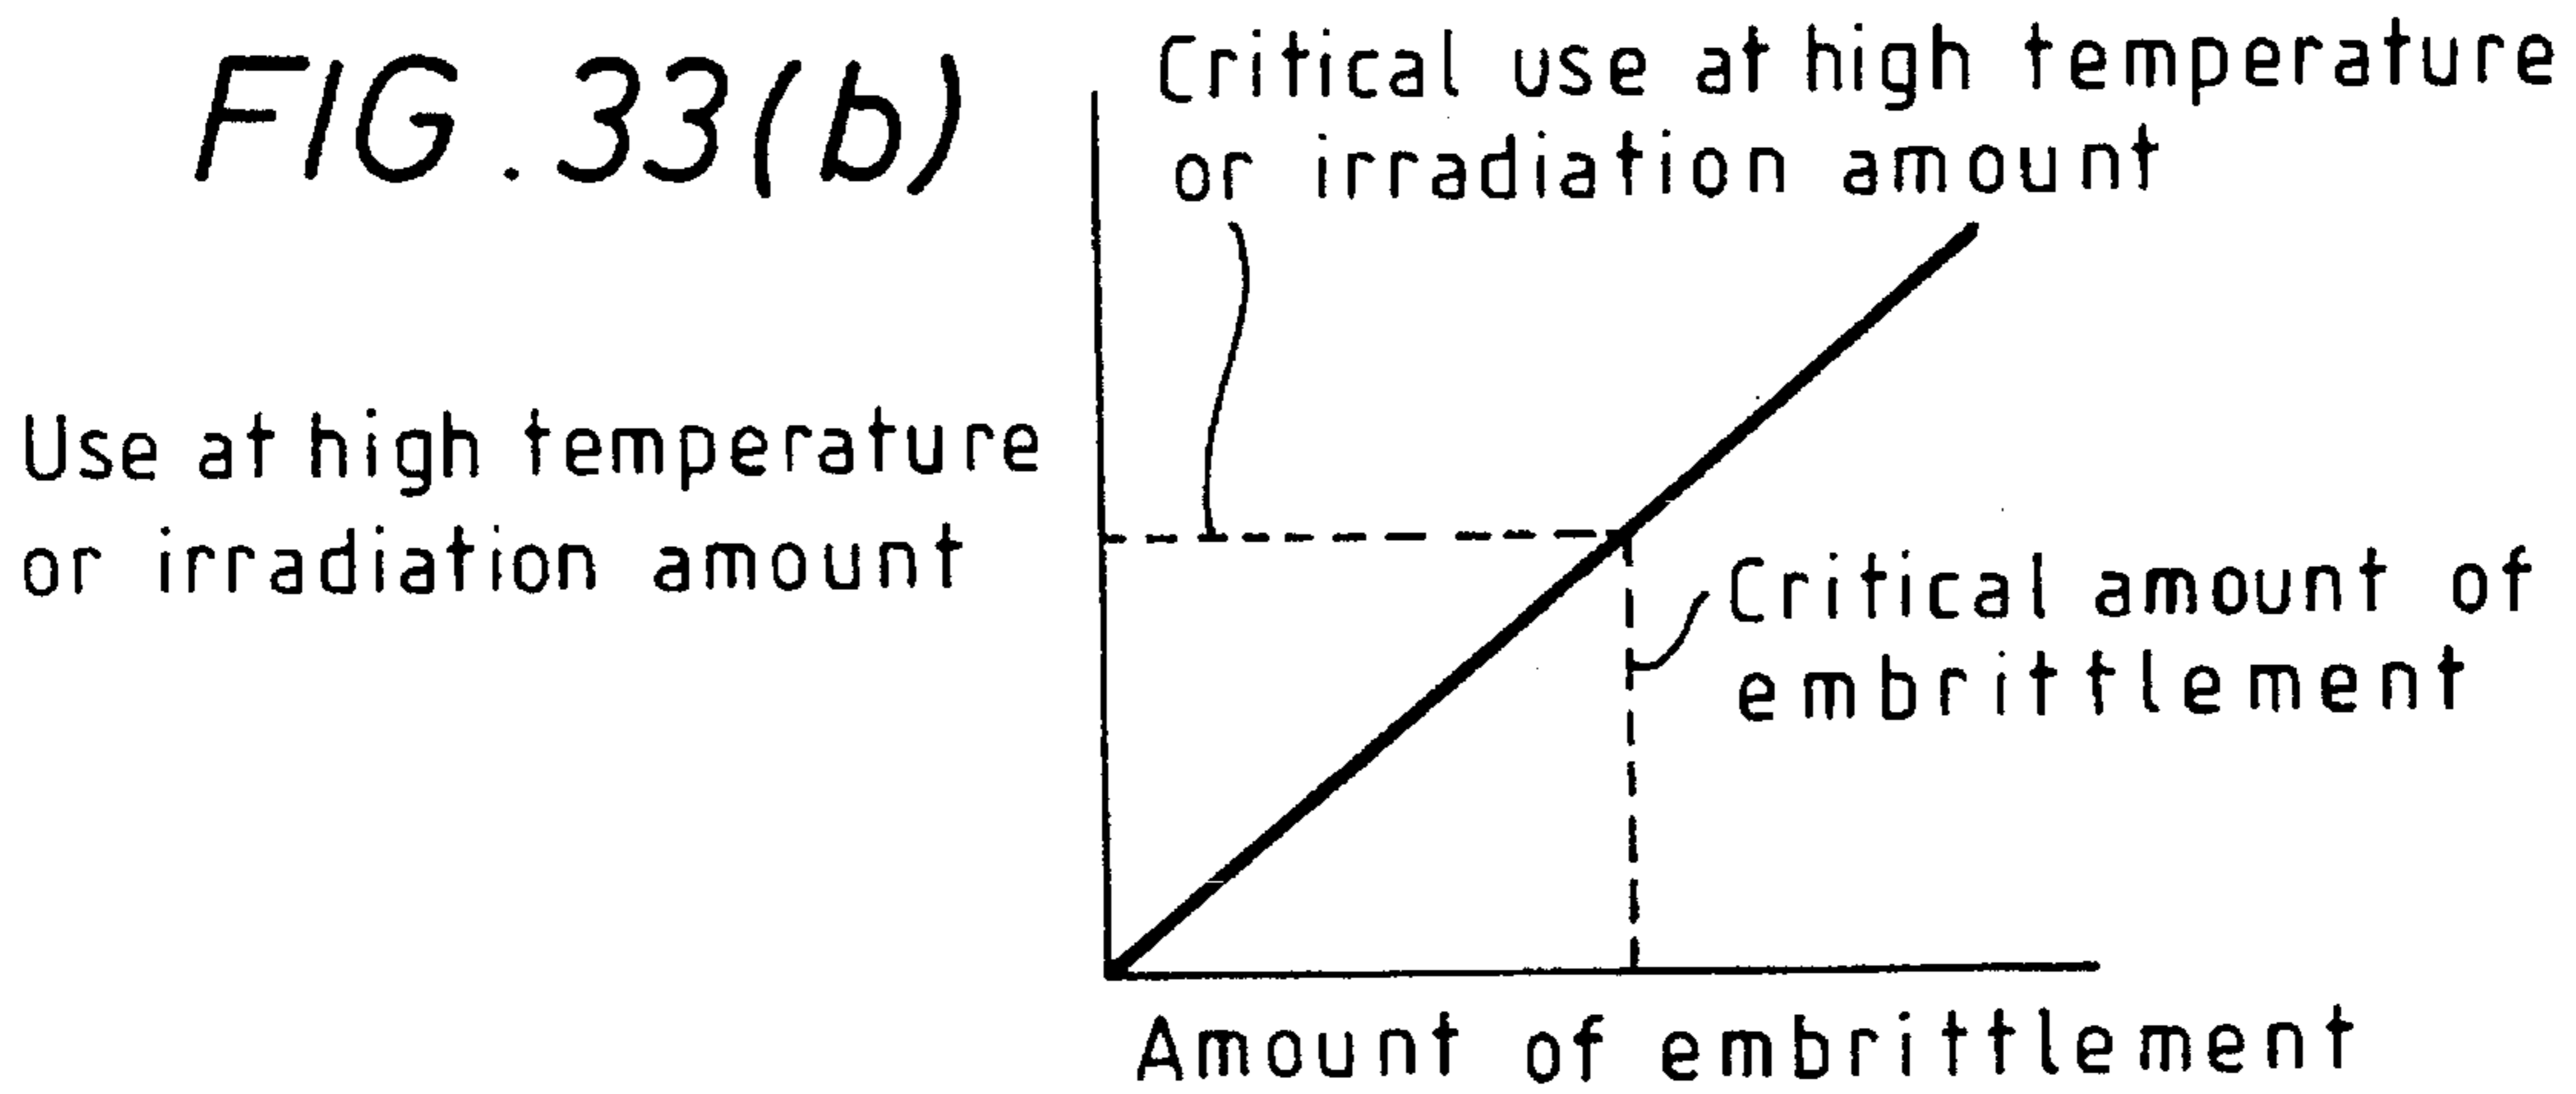 FIG. 33(b)
Critical use at high temperature
or irradiation amount
Use at high temperature
or irradiation amount
Critical amount of
embrittlement
Amount of embrittlement